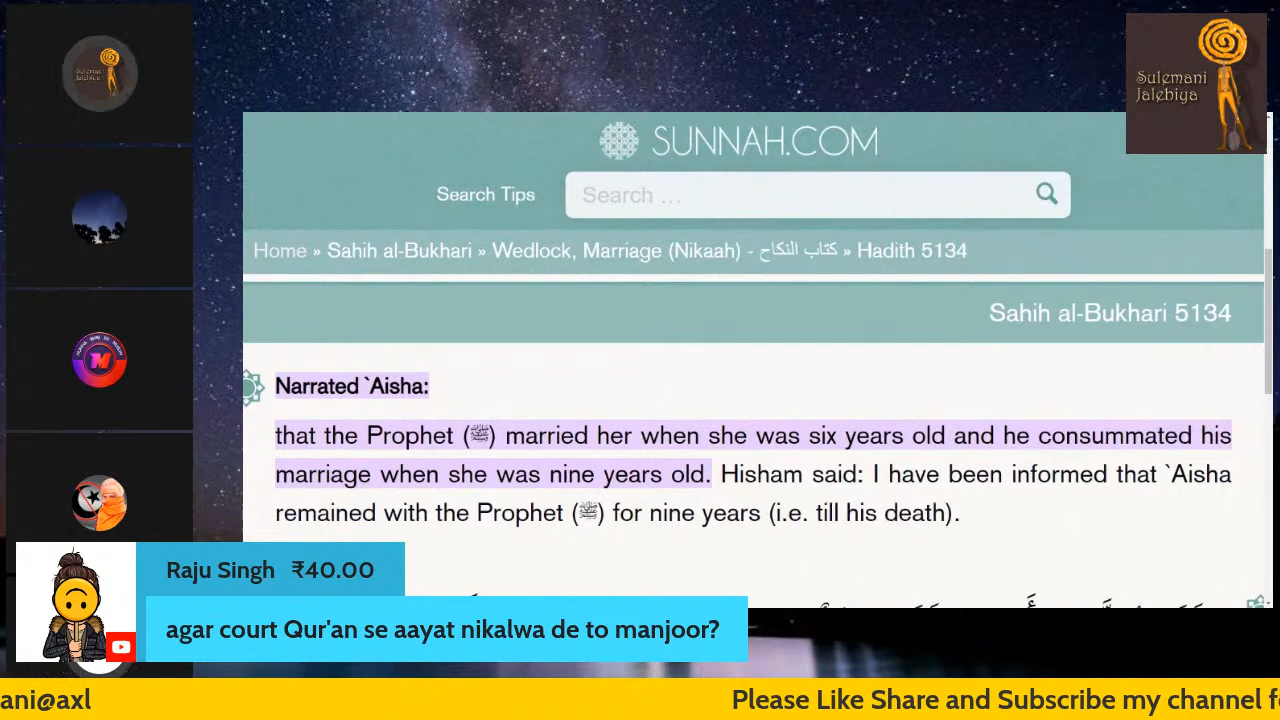 Sulemani
Jalebiya
SUNNAH.COM
Search Tips
Search ...
Home » Sahih al-Bukhari » Wedlock, Marriage (Nikaah) - كتاب النكاح » Hadith 5134
Sahih al-Bukhari 5134
Narrated `Aisha:
that the Prophet (ﷺ) married her when she was six years old and he consummated his
marriage when she was nine years old. Hisham said: I have been informed that `Aisha
remained with the Prophet (ﷺ) for nine years (i.e. till his death).
Raju Singh ₹40.00
agar court Qur'an se aayat nikalwa de to manjoor?
ani@axl
Please Like Share and Subscribe my channel f